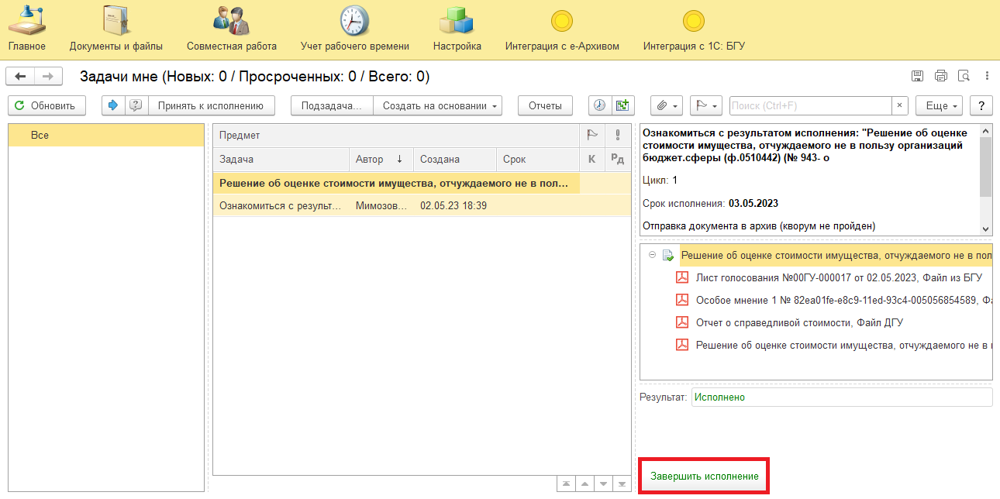 Главное
Документы и файлы
Совместная работа
Учет рабочего времени
Настройка
Интеграция с е-Архивом
Интеграция с 1С: БГУ
Задачи мне (Новых: 0 / Просроченных: 0 / Всего: 0)
Обновить
Принять к исполнению
Подзадача...
Создать на основании
Отчеты
Поиск (Ctrl+F)
×
Еще
?
Все
Предмет
Задача
Автор ↓
Создана
Срок
К
Рд
Решение об оценке стоимости имущества, отчуждаемого не в пол...
Ознакомиться с результ...
Мимозов...
02.05.23 18:39
Ознакомиться с результатом исполнения: "Решение об оценке
стоимости имущества, отчуждаемого не в пользу организаций
бюджет.сферы (ф.0510442) (№ 943- о
Цикл: 1
Срок исполнения: 03.05.2023
Отправка документа в архив (кворум не пройден)
Решение об оценке стоимости имущества, отчуждаемого не в пол
Лист голосования №00ГУ-000017 от 02.05.2023, Файл из БГУ
Особое мнение 1 № 82ea01fe-e8c9-11ed-93c4-005056854589, Фа
Отчет о справедливой стоимости, Файл ДГУ
Решение об оценке стоимости имущества, отчуждаемого не в п
Результат: Исполнено
Завершить исполнение